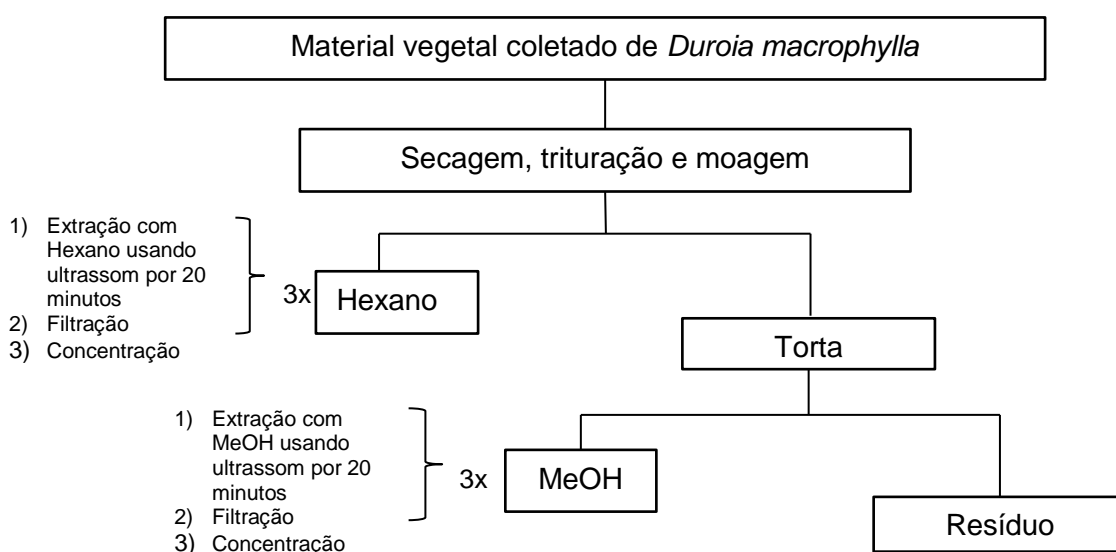 Material vegetal coletado de Duroia macrophylla
Secagem, trituração e moagem
1) Extração com
Hexano usando
ultrassom por 20
minutos
2) Filtração
3) Concentração
3x
Hexano
Torta
1) Extração com
MeOH usando
ultrassom por 20
minutos
2) Filtração
3) Concentração
3x
MeOH
Resíduo